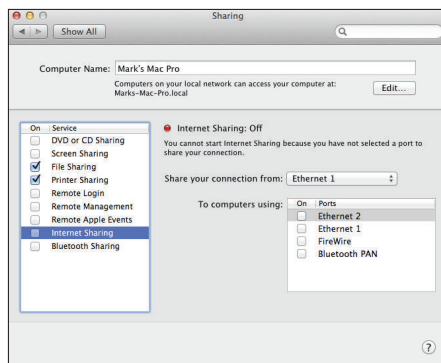 Sharing
Show All
Computer Name: Mark's Mac Pro
Computers on your local network can access your computer at:
Marks-Mac-Pro.local
Edit...
On Service
DVD or CD Sharing
Screen Sharing
File Sharing
Printer Sharing
Remote Login
Remote Management
Remote Apple Events
Internet Sharing
Bluetooth Sharing
Internet Sharing: Off
You cannot start Internet Sharing because you have not selected a port to
share your connection.
Share your connection from: Ethernet 1
To computers using:
On Ports
Ethernet 2
Ethernet 1
FireWire
Bluetooth PAN
?